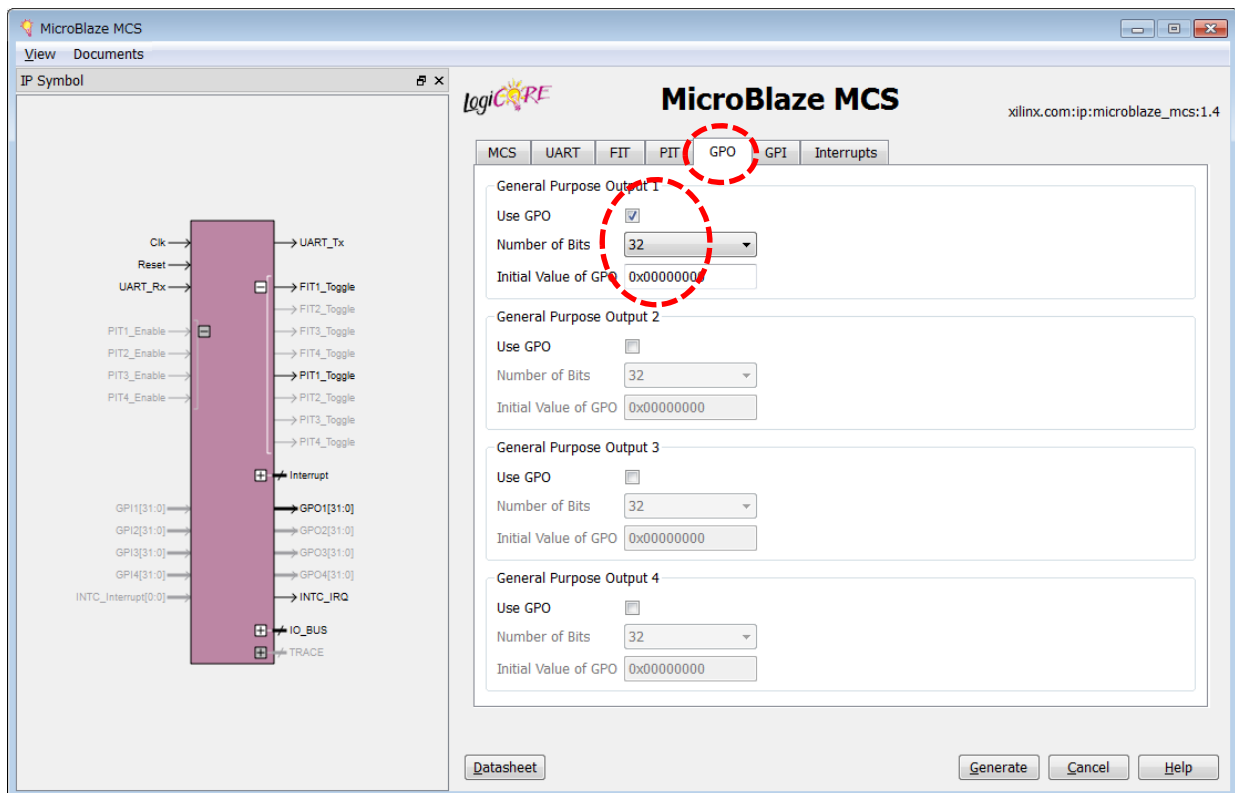 MicroBlaze MCS
View Documents
IP Symbol
Clk
Reset
UART_Rx
PIT1_Enable
PIT2_Enable
PIT3_Enable
PIT4_Enable
GPI1[31:0]
GPI2[31:0]
GPI3[31:0]
GPI4[31:0]
INTC_Interrupt[0:0]
UART_Tx
FIT1_Toggle
FIT2_Toggle
FIT3_Toggle
FIT4_Toggle
PIT1_Toggle
PIT2_Toggle
PIT3_Toggle
PIT4_Toggle
Interrupt
GPO1[31:0]
GPO2[31:0]
GPO3[31:0]
GPO4[31:0]
INTC_IRQ
IO_BUS
TRACE
LogiCORE
MicroBlaze MCS
xilinx.com:ip:microblaze_mcs:1.4
MCS UART FIT PIT GPO GPI Interrupts
General Purpose Output 1
Use GPO
Number of Bits 32
Initial Value of GPO 0x00000000
General Purpose Output 2
Use GPO
Number of Bits 32
Initial Value of GPO 0x00000000
General Purpose Output 3
Use GPO
Number of Bits 32
Initial Value of GPO 0x00000000
General Purpose Output 4
Use GPO
Number of Bits 32
Initial Value of GPO 0x00000000
Datasheet Generate Cancel Help